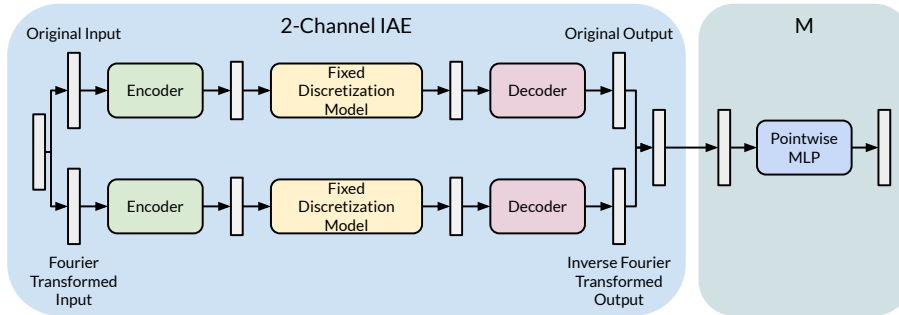 2-Channel IAE
M
Original Input
Original Output
Encoder
Fixed
Discretization
Model
Decoder
Pointwise
MLP
Encoder
Fixed
Discretization
Model
Decoder
Fourier
Transformed
Input
Inverse Fourier
Transformed
Output